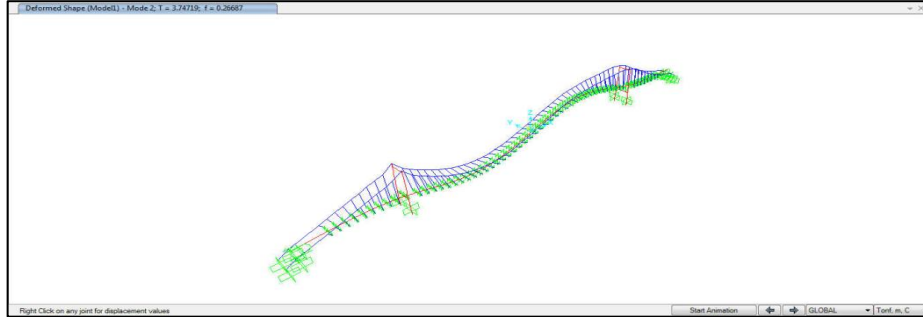 Deformed Shape (Model1) - Mode 2; T = 3.74719; f = 0.26687
Right Click on any joint for displacement values
Start Animation
GLOBAL
Tonf, m, C